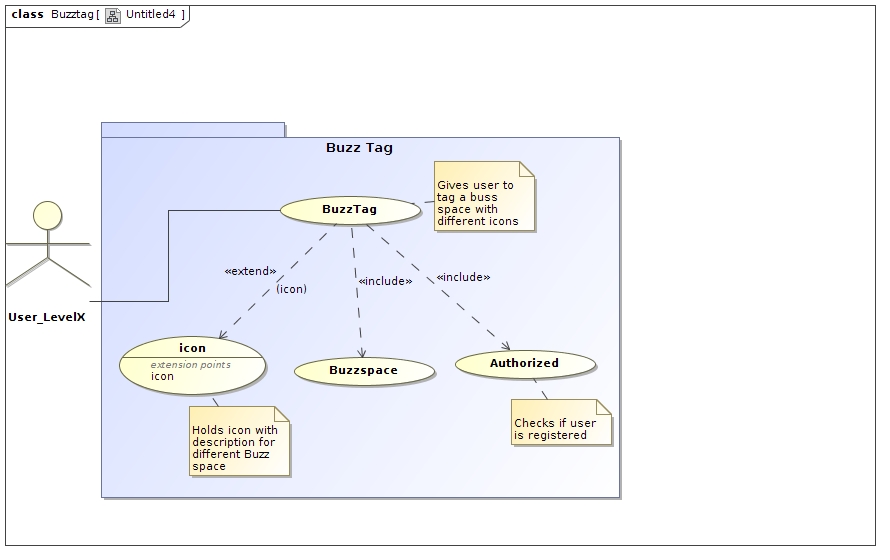 class Buzztag[ Untitled4 ]
Buzz Tag
Gives user to
tag a buss
space with
different icons
BuzzTag
«extend»
(icon)
«include»
«include»
User_LevelX
icon
extension points
icon
Buzzspace
Authorized
Holds icon with
description for
different Buzz
space
Checks if user
is registered